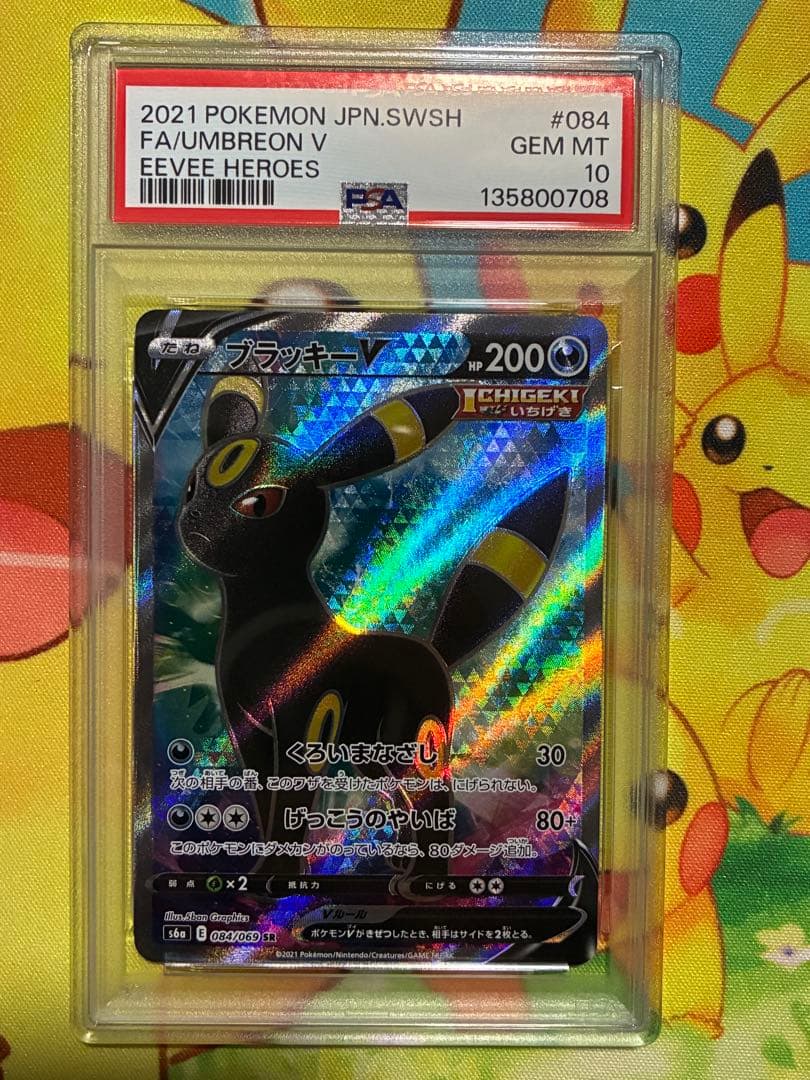 2021 POKEMON JPN.SWSH #084
FA/UMBREON V GEM MT
EEVEE HEROES 10
PSA 135800708
たね ブラッキーV HP 200
ICHIGEKI
いちげき
くろいまなざし 30
次の相手の番、このワザを受けたポケモンは、にげられない。
げっこうのやいば 80+
このポケモンにダメカンがのっているなら、80ダメージ追加。
弱点 ×2 抵抗力 にげる
Illus.5ban Graphics
Vルール
s6a E 084/069 SR ポケモンVがきぜつしたとき、相手はサイドを2枚とる。
©2021 Pokémon/Nintendo/Creatures/GAME FREAK